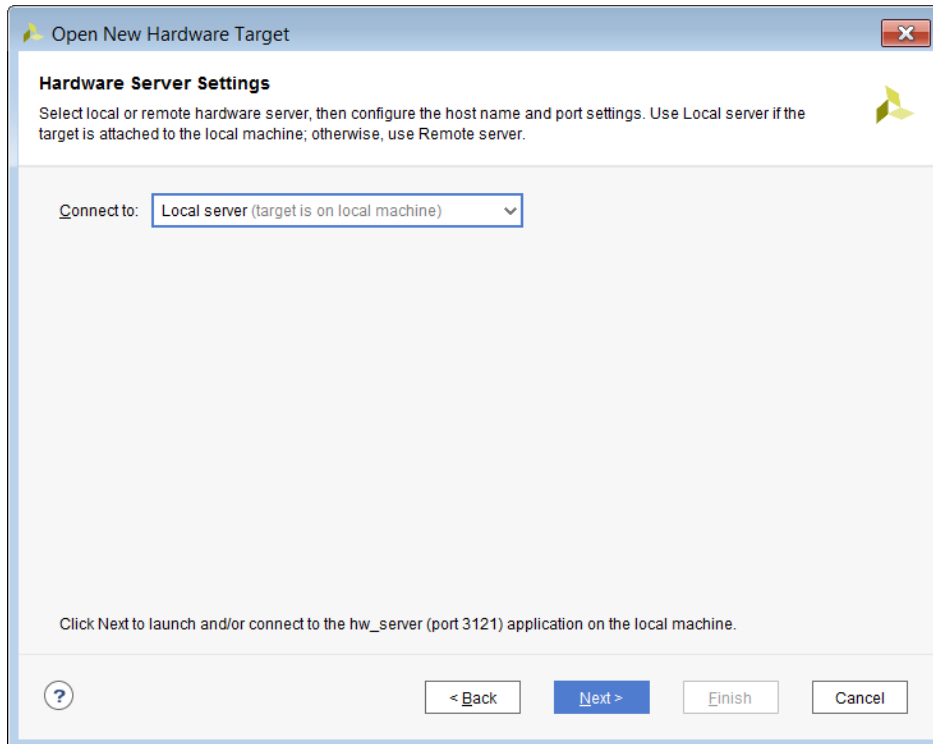 Open New Hardware Target
Hardware Server Settings
Select local or remote hardware server, then configure the host name and port settings. Use Local server if the
target is attached to the local machine; otherwise, use Remote server.
Connect to: Local server (target is on local machine)
Click Next to launch and/or connect to the hw_server (port 3121) application on the local machine.
? < Back Next > Finish Cancel